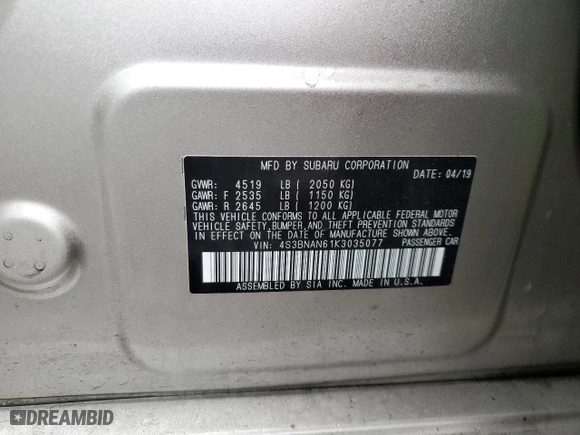 MFD BY SUBARU CORPORATION
DATE: 04/19
GVWR: 4519 LB ( 2050 KG)
GAWR: F 2535 LB ( 1150 KG)
GAWR: R 2645 LB ( 1200 KG)
THIS VEHICLE CONFORMS TO ALL APPLICABLE FEDERAL MOTOR
VEHICLE SAFETY, BUMPER, AND THEFT PREVENTION STANDARDS
IN EFFECT ON THE DATE OF MANUFACTURE SHOWN ABOVE.
VIN: 4S3BNAN61K3035077 PASSENGER CAR
ASSEMBLED BY SIA INC. MADE IN U.S.A.
DREAMBID